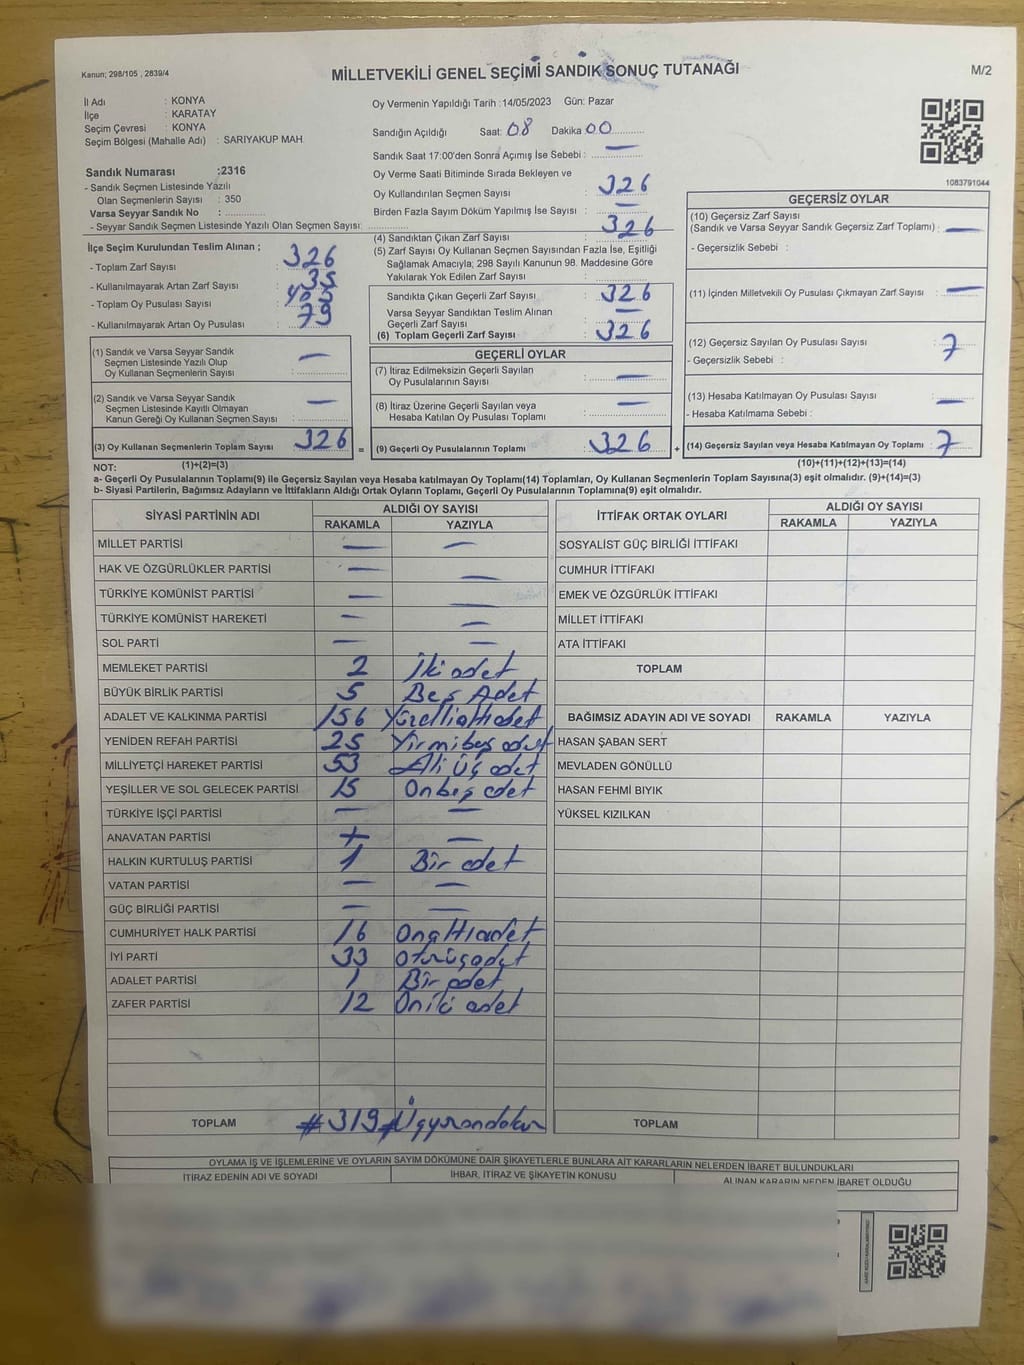 Kanun; 298/105 , 2839/4
MİLLETVEKİLİ GENEL SEÇİMİ SANDIK SONUÇ TUTANAĞI
M/2
İl Adı : KONYA
İlçe : KARATAY
Seçim Çevresi : KONYA
Seçim Bölgesi (Mahalle Adı) : SARIYAKUP MAH.
Sandık Numarası :2316
- Sandık Seçmen Listesinde Yazılı
Olan Seçmenlerin Sayısı : 350
Varsa Seyyar Sandık No : ............
- Seyyar Sandık Seçmen Listesinde Yazılı Olan Seçmen Sayısı: ............
Oy Vermenin Yapıldığı Tarih :14/05/2023 Gün: Pazar
Sandığın Açıldığı Saat: 08 Dakika 00
Sandık Saat 17:00'den Sonra Açımış İse Sebebi : —
Oy Verme Saati Bitiminde Sırada Bekleyen ve
Oy Kullandırılan Seçmen Sayısı : 326
Birden Fazla Sayım Döküm Yapılmış İse Sayısı : —
1083791044
İlçe Seçim Kurulundan Teslim Alınan ;
- Toplam Zarf Sayısı : 326
- Kullanılmayarak Artan Zarf Sayısı : 35
- Toplam Oy Pusulası Sayısı : 405
- Kullanılmayarak Artan Oy Pusulası : 79
(4) Sandıktan Çıkan Zarf Sayısı : 326
(5) Zarf Sayısı Oy Kullanan Seçmen Sayısından Fazla İse, Eşitliği
Sağlamak Amacıyla; 298 Sayılı Kanunun 98. Maddesine Göre
Yakılarak Yok Edilen Zarf Sayısı :
Sandıkta Çıkan Geçerli Zarf Sayısı : 326
Varsa Seyyar Sandıktan Teslim Alınan
Geçerli Zarf Sayısı : —
(6) Toplam Geçerli Zarf Sayısı : 326
GEÇERSİZ OYLAR
(10) Geçersiz Zarf Sayısı
(Sandık ve Varsa Seyyar Sandık Geçersiz Zarf Toplamı) : —
- Geçersizlik Sebebi :
(11) İçinden Milletvekili Oy Pusulası Çıkmayan Zarf Sayısı : —
(12) Geçersiz Sayılan Oy Pusulası Sayısı : 7
- Geçersizlik Sebebi :
(13) Hesaba Katılmayan Oy Pusulası Sayısı : —
- Hesaba Katılmama Sebebi :
(14) Geçersiz Sayılan veya Hesaba Katılmayan Oy Toplamı : 7
(10)+(11)+(12)+(13)=(14)
(1) Sandık ve Varsa Seyyar Sandık
Seçmen Listesinde Yazılı Olup
Oy Kullanan Seçmenlerin Sayısı : —
(2) Sandık ve Varsa Seyyar Sandık
Seçmen Listesinde Kayıtlı Olmayan
Kanun Gereği Oy Kullanan Seçmen Sayısı : —
(3) Oy Kullanan Seçmenlerin Toplam Sayısı : 326 =
GEÇERLİ OYLAR
(7) İtiraz Edilmeksizin Geçerli Sayılan
Oy Pusulalarının Sayısı : —
(8) İtiraz Üzerine Geçerli Sayılan veya
Hesaba Katılan Oy Pusulası Toplamı : —
(9) Geçerli Oy Pusulalarının Toplamı : 326 +
NOT: (1)+(2)=(3)
a- Geçerli Oy Pusulalarının Toplamı(9) ile Geçersiz Sayılan veya Hesaba katılmayan Oy Toplamı(14) Toplamları, Oy Kullanan Seçmenlerin Toplam Sayısına(3) eşit olmalıdır. (9)+(14)=(3)
b- Siyasi Partilerin, Bağımsız Adayların ve İttifakların Aldığı Ortak Oyların Toplamı, Geçerli Oy Pusulalarının Toplamına(9) eşit olmalıdır.
SİYASİ PARTİNİN ADI ALDIĞI OY SAYISI
RAKAMLA YAZIYLA
MİLLET PARTİSİ — —
HAK VE ÖZGÜRLÜKLER PARTİSİ — —
TÜRKİYE KOMÜNİST PARTİSİ — —
TÜRKİYE KOMÜNİST HAREKETİ — —
SOL PARTİ — —
MEMLEKET PARTİSİ 2 İki adet
BÜYÜK BİRLİK PARTİSİ 5 Beş Adet
ADALET VE KALKINMA PARTİSİ 156 Yüzelliatı adet
YENİDEN REFAH PARTİSİ 25 Yirmibeş adet
MİLLİYETÇİ HAREKET PARTİSİ 53 Elli Üç adet
YEŞİLLER VE SOL GELECEK PARTİSİ 15 Onbeş adet
TÜRKİYE İŞÇİ PARTİSİ — —
ANAVATAN PARTİSİ —
HALKIN KURTULUŞ PARTİSİ 1 Bir adet
VATAN PARTİSİ — —
GÜÇ BİRLİĞİ PARTİSİ — —
CUMHURİYET HALK PARTİSİ 16 Onaltı adet
İYİ PARTİ 33 Otuzüç adet
ADALET PARTİSİ 1 Bir adet
ZAFER PARTİSİ 12 Oniki adet
TOPLAM #319#
İTTİFAK ORTAK OYLARI ALDIĞI OY SAYISI
RAKAMLA YAZIYLA
SOSYALİST GÜÇ BİRLİĞİ İTTİFAKI
CUMHUR İTTİFAKI
EMEK VE ÖZGÜRLÜK İTTİFAKI
MİLLET İTTİFAKI
ATA İTTİFAKI
TOPLAM
BAĞIMSIZ ADAYIN ADI VE SOYADI RAKAMLA YAZIYLA
HASAN ŞABAN SERT
MEVLADEN GÖNÜLLÜ
HASAN FEHMİ BIYIK
YÜKSEL KIZILKAN
TOPLAM
OYLAMA İŞ VE İŞLEMLERİNE VE OYLARIN SAYIM DÖKÜMÜNE DAİR ŞİKAYETLERLE BUNLARA AİT KARARLARIN NELERDEN İBARET BULUNDUKLARI
İTİRAZ EDENİN ADI VE SOYADI İHBAR, İTİRAZ VE ŞİKAYETİN KONUSU ALINAN KARARIN NEDEN İBARET OLDUĞU